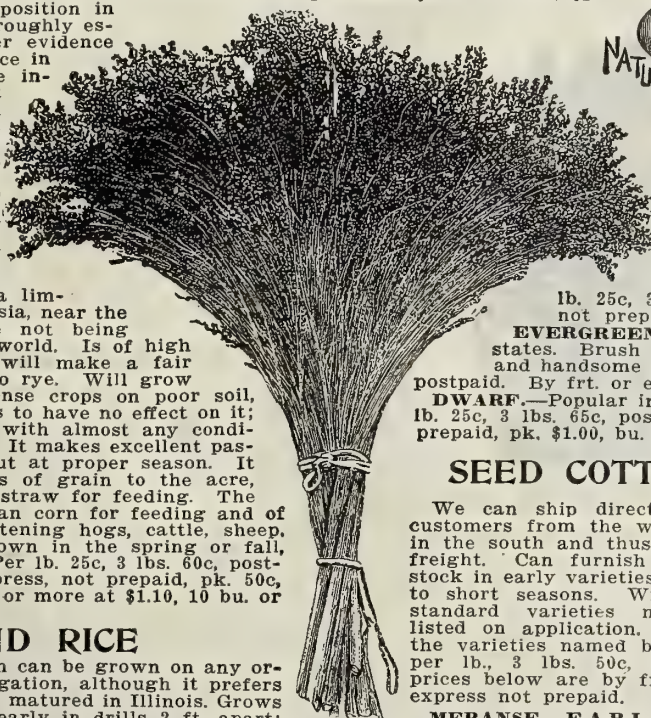 position in
roughly es-
er evidence
ce in
e in-
a lim-
sia, near the
not being
world. Is of high
will make a fair
o rye. Will grow
nse crops on poor soil,
s to have no effect on it;
with almost any condi-
It makes excellent pas-
ut at proper season. It
s of grain to the acre,
straw for feeding. The
an corn for feeding and of
tening hogs, cattle, sheep.
own in the spring or fall,
Per lb. 25c, 3 lbs. 60c, post-
press, not prepaid, pk. 50c,
or more at $1.10, 10 bu. or
ND RICE
n can be grown on any or-
gation, although it prefers
matured in Illinois. Grows
early in drills 2 ft. apart;
NATU
lb. 25c, 3
not prep
EVERGREEN
states. Brush
and handsome
postpaid. By frt. or e
DWARF.—Popular in
lb. 25c, 3 lbs. 65c, pos
prepaid, pk. $1.00, bu.
SEED COTT
We can ship direct
customers from the w
in the south and thus
freight. Can furnish
stock in early varieties
to short seasons. W
standard varieties n
listed on application.
the varieties named b
per lb., 3 lbs. 50c,
prices below are by f
express not prepaid.
MEBANSE EARL